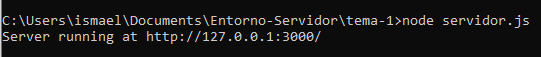 C:\Users\ismael\Documents\Entorno-Servidor\tema-1>node servidor.js
Server running at http://127.0.0.1:3000/